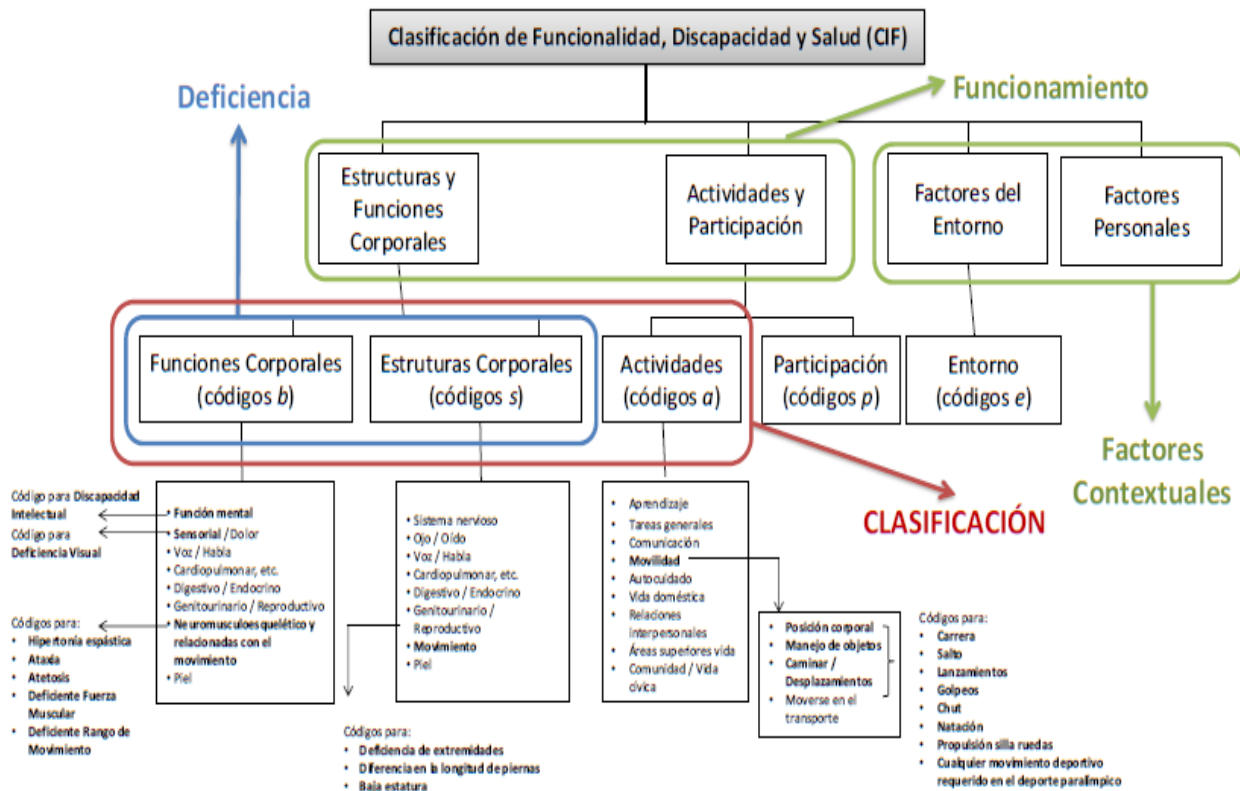 Clasificación de Funcionalidad, Discapacidad y Salud (CIF)
Deficiencia
Funcionamiento
Estructuras y
Funciones
Corporales
Actividades y
Participación
Factores del
Entorno
Factores
Personales
Funciones Corporales
(códigos b)
Estruturas Corporales
(códigos s)
Actividades
(códigos a)
Participación
(códigos p)
Entorno
(códigos e)
Factores
Contextuales
CLASIFICACIÓN
Código para Discapacidad
Intelectual
Código para
Deficiencia Visual
Códigos para:
• Hipertonía espástica
• Ataxia
• Atetosis
• Deficiente Fuerza
Muscular
• Deficiente Rango de
Movimiento
• Función mental
• Sensorial / Dolor
• Voz / Habla
• Cardiopulmonar, etc.
• Digestivo / Endocrino
• Genitourinario / Reproductivo
• Neuromusculoesquelético y
relacionadas con el
movimiento
• Piel
• Sistema nervioso
• Ojo / Oído
• Voz / Habla
• Cardiopulmonar, etc.
• Digestivo / Endocrino
• Genitourinario /
Reproductivo
• Movimiento
• Piel
Códigos para:
• Deficiencia de extremidades
• Diferencia en la longitud de piernas
• Baja estatura
• Aprendizaje
• Tareas generales
• Comunicación
• Movilidad
• Autocuidado
• Vida doméstica
• Relaciones
interpersonales
• Áreas superiores vida
• Comunidad / Vida
cívica
• Posición corporal
• Manejo de objetos
• Caminar /
Desplazamientos
• Moverse en el
transporte
Códigos para:
• Carrera
• Salto
• Lanzamientos
• Golpeos
• Chut
• Natación
• Propulsión silla ruedas
• Cualquier movimiento deportivo
requerido en el deporte paralímpico